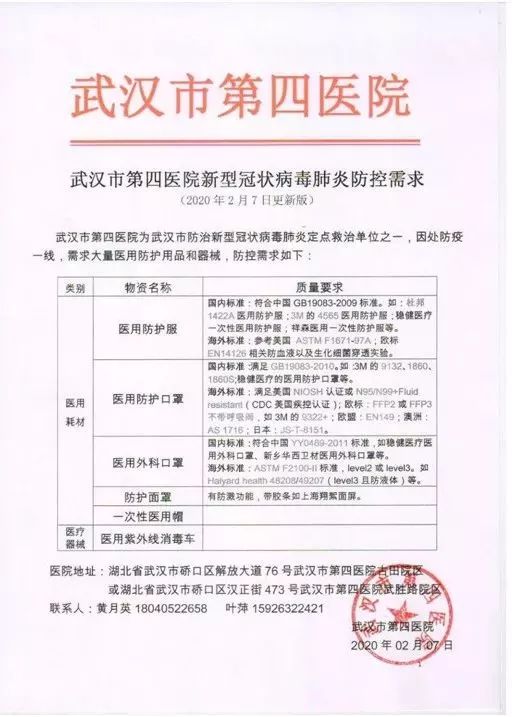 武汉市第四医院
武汉市第四医院新型冠状病毒肺炎防控需求
（2020年2月7日更新版）
武汉市第四医院为武汉市防治新型冠状病毒肺炎定点救治单位之一，因处防疫
一线，需求大量医用防护用品和器械，防控需求如下：
类别 物资名称 质量要求
医用
耗材
医用防护服
国内标准：符合中国 GB19083-2009 标准。如：杜邦
1422A 医用防护服；3M 的 4565 医用防护服；稳健医疗
一次性医用防护服；祥森医用一次性防护服等。
海外标准：参考美国 ASTM F1671-97A；欧标
EN14126 相关防血液以及生化细菌穿透实验。
医用防护口罩
国内标准：满足 GB19083-2010。如：3M 的 9132、1860、
1860S;稳健医疗的医用防护口罩等。
海外标准：满足美国 NIOSH 认证或 N95/N99+Fluid
resistant（CDC 美国疾控认证）；欧标：FFP2 或 FFP3
不带呼吸阀，如 3M 的 9322+；欧盟：EN149；澳洲：
AS 1716；日本：JS-T-8151。
医用外科口罩
国内标准：符合中国 YY0469-2011 标准，如稳健医疗医
用外科口罩、新乡华西卫材医用外科口罩等。
海外标准：ASTM F2100-II 标准，level2 或 level3。如
Halyard health 48208/49207（level3 且防液体）等。
防护面罩 有防溅功能，带胶条如上海翔紫面屏。
一次性医用帽
医疗
器械
医用紫外线消毒车
医院地址：湖北省武汉市硚口区解放大道 76 号武汉市第四医院古田院区
或湖北省武汉市硚口区汉正街 473 号武汉市第四医院武胜路院区
联系人：黄月英 18040522658 叶萍 15926322421
武汉市第四医院
武汉市第四医院
2020 年 02 月 07 日